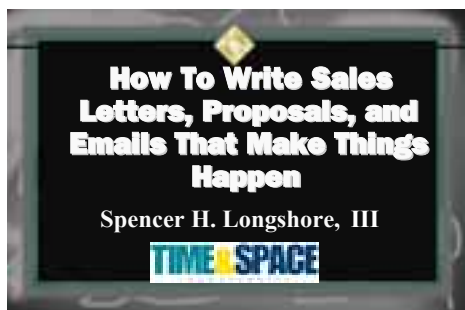 How To Write Sales
Letters, Proposals, and
Emails That Make Things
Happen
Spencer H. Longshore, III
TIME&SPACE